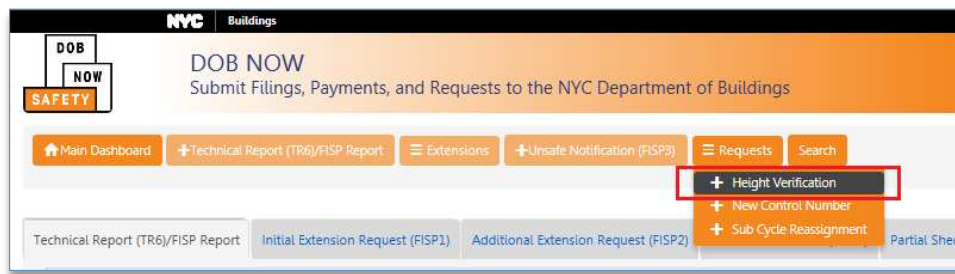 NYC Buildings
DOB
NOW
SAFETY
DOB NOW
Submit Filings, Payments, and Requests to the NYC Department of Buildings
Main Dashboard +Technical Report (TR6)/FISP Report Extensions +Unsafe Notification (FISP3) Requests Search
+ Height Verification
+ New Control Number
+ Sub Cycle Reassignment
Technical Report (TR6)/FISP Report Initial Extension Request (FISP1) Additional Extension Request (FISP2) Partial